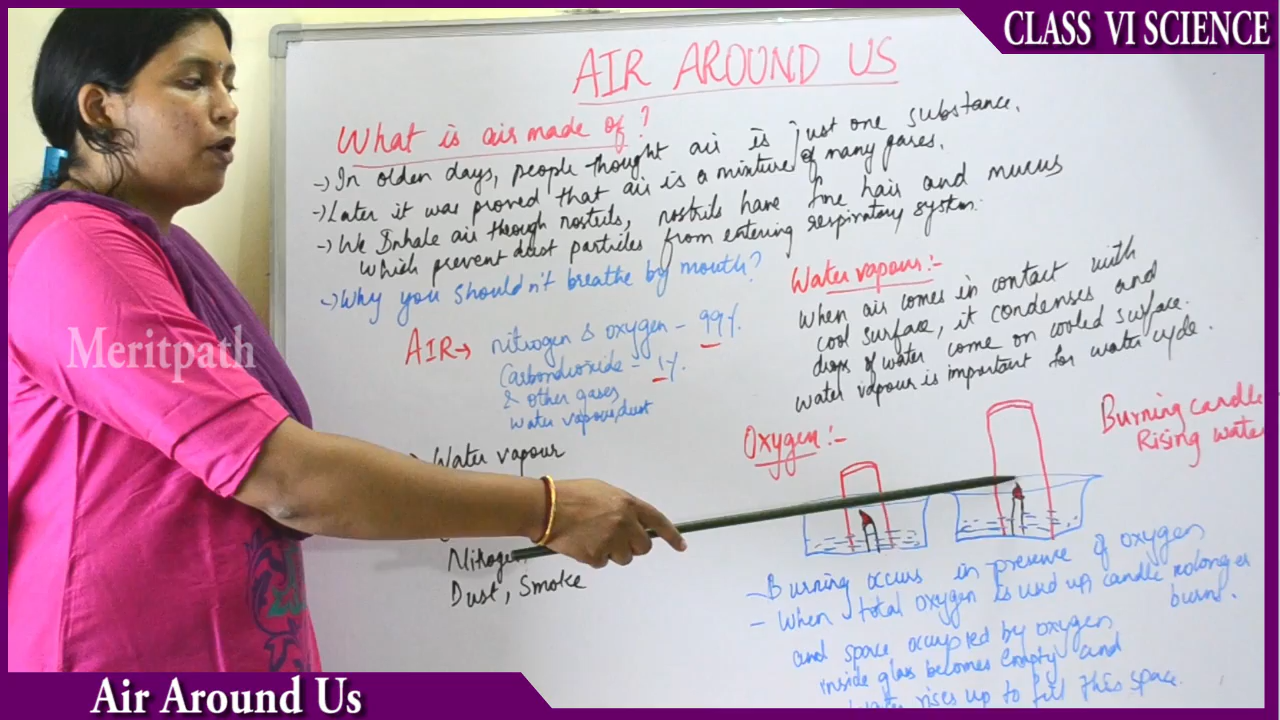 CLASS VI SCIENCE
AIR AROUND US
What is air made of?
-> In olden days, people thought air is just one substance.
-> Later it was proved that air is a mixture of many gases.
-> We Inhale air through nostrils, nostrils have fine hair and mucus
which prevent dust particles from entering respiratory system.
-> Why you shouldn't breathe by mouth?
AIR -> nitrogen & oxygen - 99%.
Carbondioxide - 1%.
& other gases,
water vapour, dust
Water vapour
Nitrogen
Dust, Smoke
Water vapour:-
When air comes in contact with
cool surface, it condenses and
drops of water come on cooled surface.
water vapour is important for water cycle.
Oxygen:-
Burning candle
Rising water
- Burning occurs in presence of oxygen
- When total oxygen is used up, candle nolonger
burns.
and space occupied by oxygen
inside glass becomes empty and
water rises up to fill this space.
Meritpath
Air Around Us